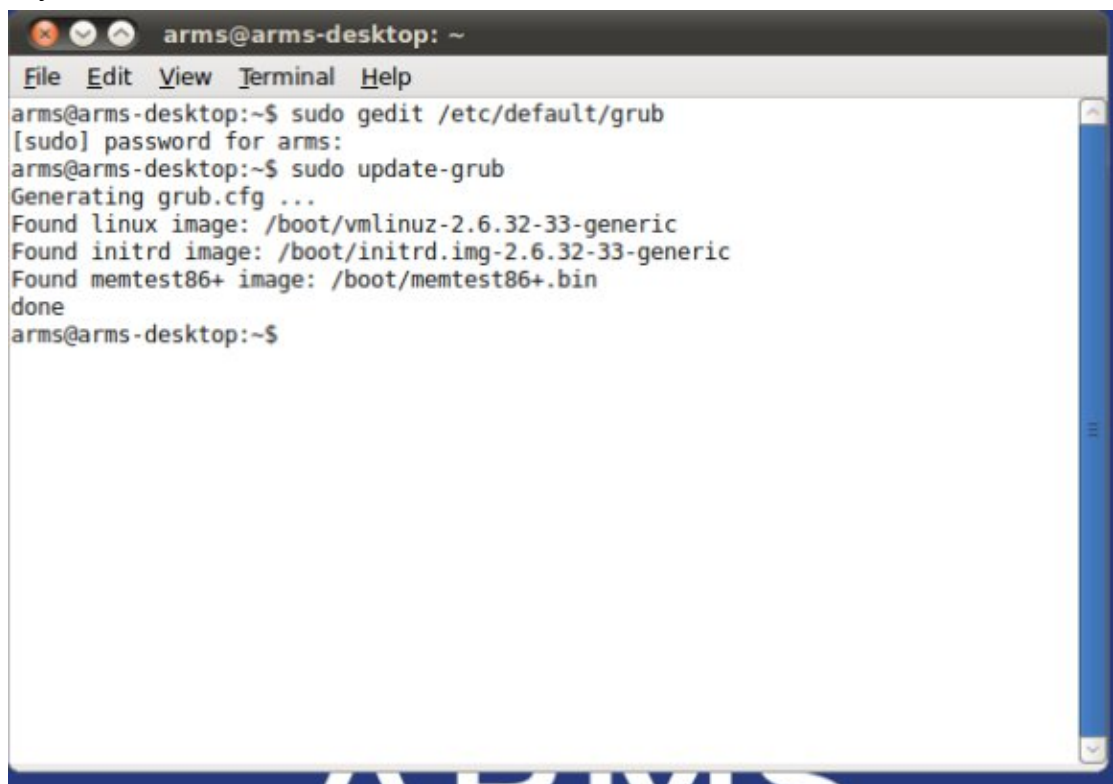 arms@arms-desktop: ~
File Edit View Terminal Help
arms@arms-desktop:~$ sudo gedit /etc/default/grub
[sudo] password for arms:
arms@arms-desktop:~$ sudo update-grub
Generating grub.cfg ...
Found linux image: /boot/vmlinuz-2.6.32-33-generic
Found initrd image: /boot/initrd.img-2.6.32-33-generic
Found memtest86+ image: /boot/memtest86+.bin
done
arms@arms-desktop:~$